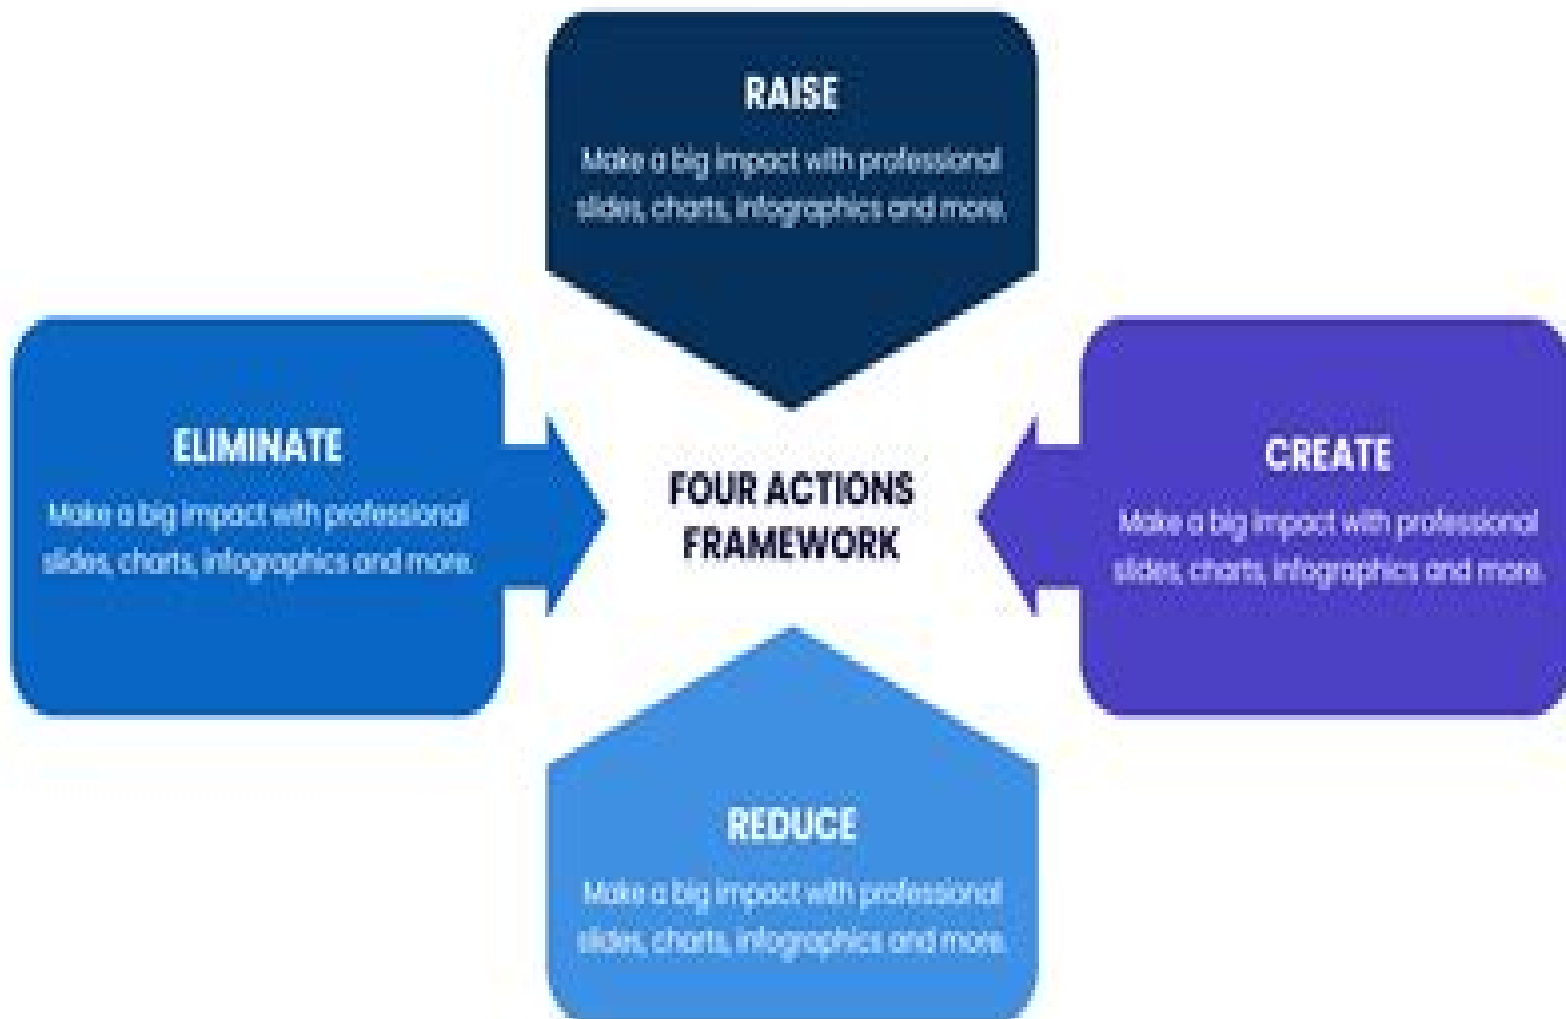 RAISE
Make a big impact with professional
slides, charts, infographics and more.
ELIMINATE
Make a big impact with professional
slides, charts, infographics and more.
FOUR ACTIONS
FRAMEWORK
CREATE
Make a big impact with professional
slides, charts, infographics and more.
REDUCE
Make a big impact with professional
slides, charts, infographics and more.